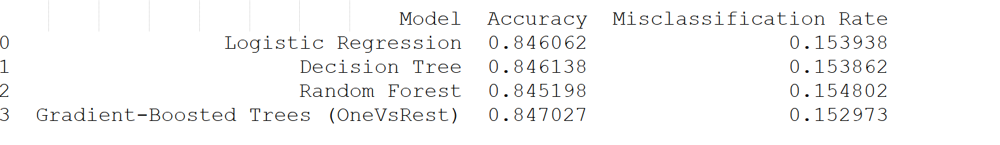 Model Accuracy Misclassification Rate
0 Logistic Regression 0.846062 0.153938
1 Decision Tree 0.846138 0.153862
2 Random Forest 0.845198 0.154802
3 Gradient-Boosted Trees (OneVsRest) 0.847027 0.152973